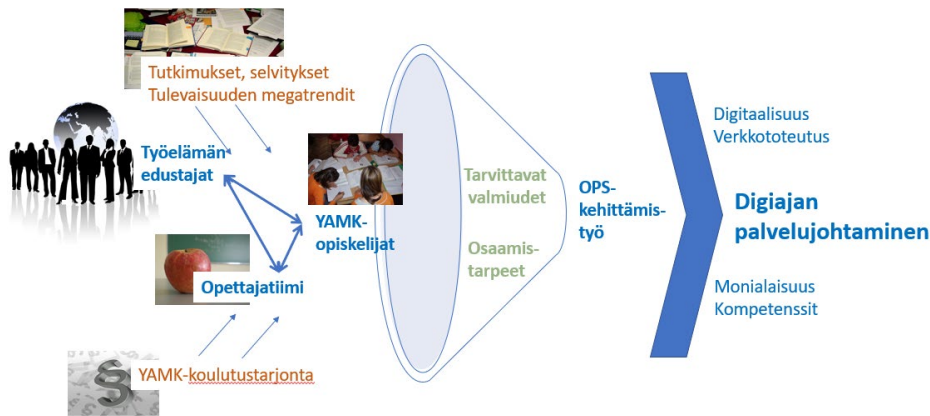 Tutkimukset, selvitykset
Tulevaisuuden megatrendit
Työelämän
edustajat
YAMK-
opiskelijat
Opettajatiimi
YAMK-koulutustarjonta
§
Tarvittavat
valmiudet
Osaamis-
tarpeet
OPS-
kehittämis-
työ
Digitaalisuus
Verkkototeutus
Digiajan
palvelujohtaminen
Monialaisuus
Kompetenssit